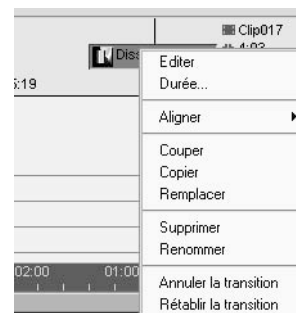 Clip017
4:03
Diss
5:19
Editer
Durée...
Aligner
Couper
Copier
Remplacer
Supprimer
Renommer
02:00 01:00
Annuler la transition
Rétablir la transition